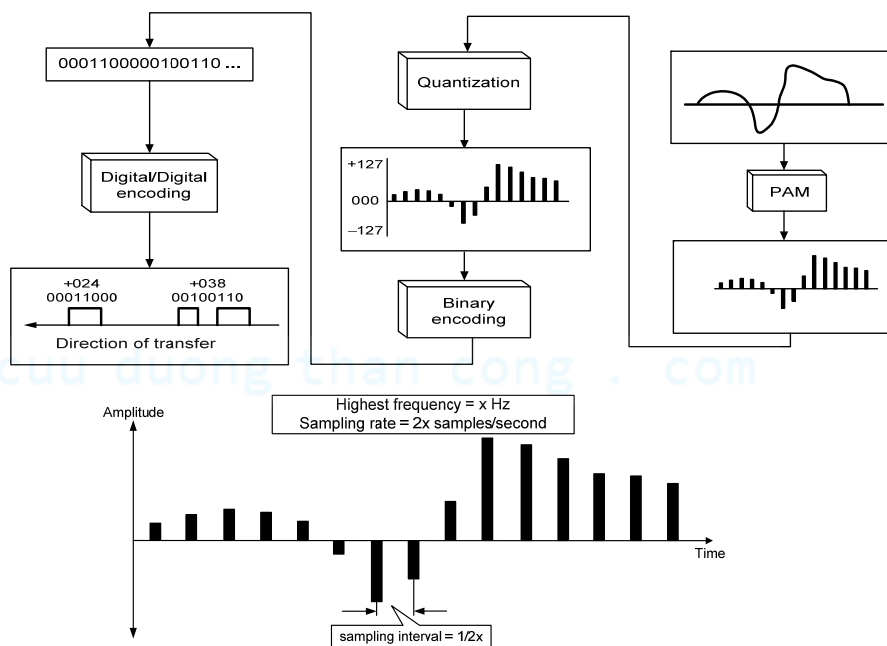 0001100000100110 ...
Digital/Digital
encoding
+024
00011000
+038
00100110
Direction of transfer
Quantization
+127
000
–127
Binary
encoding
PAM
cuu duong than cong . com
Highest frequency = x Hz
Sampling rate = 2x samples/second
Amplitude
Time
sampling interval = 1/2x